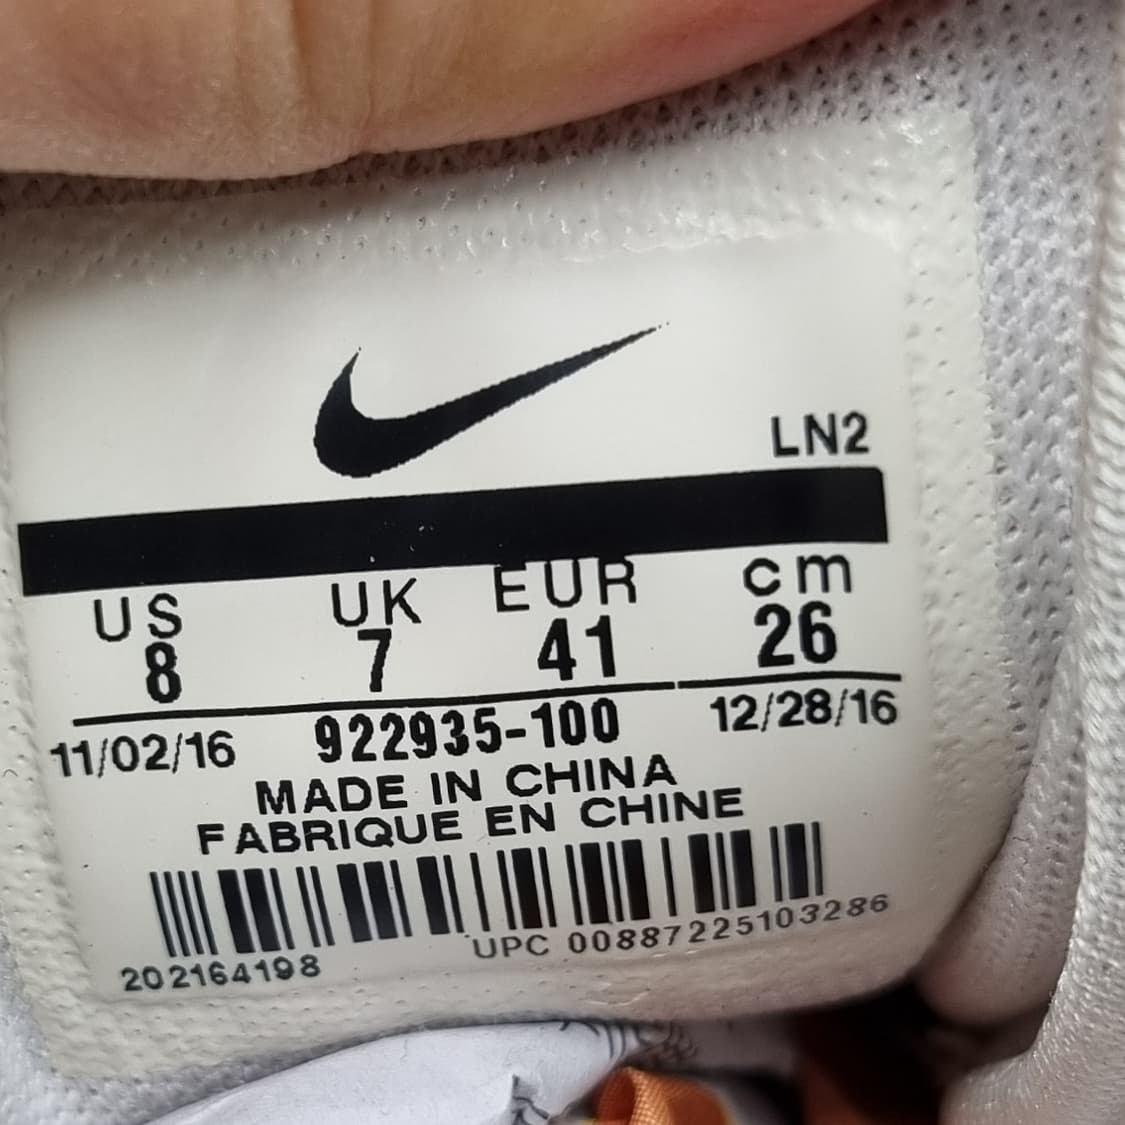 LN2
US UK EUR cm
8 7 41 26
11/02/16 922935-100 12/28/16
MADE IN CHINA
FABRIQUE EN CHINE
UPC 00887225103286
202164198